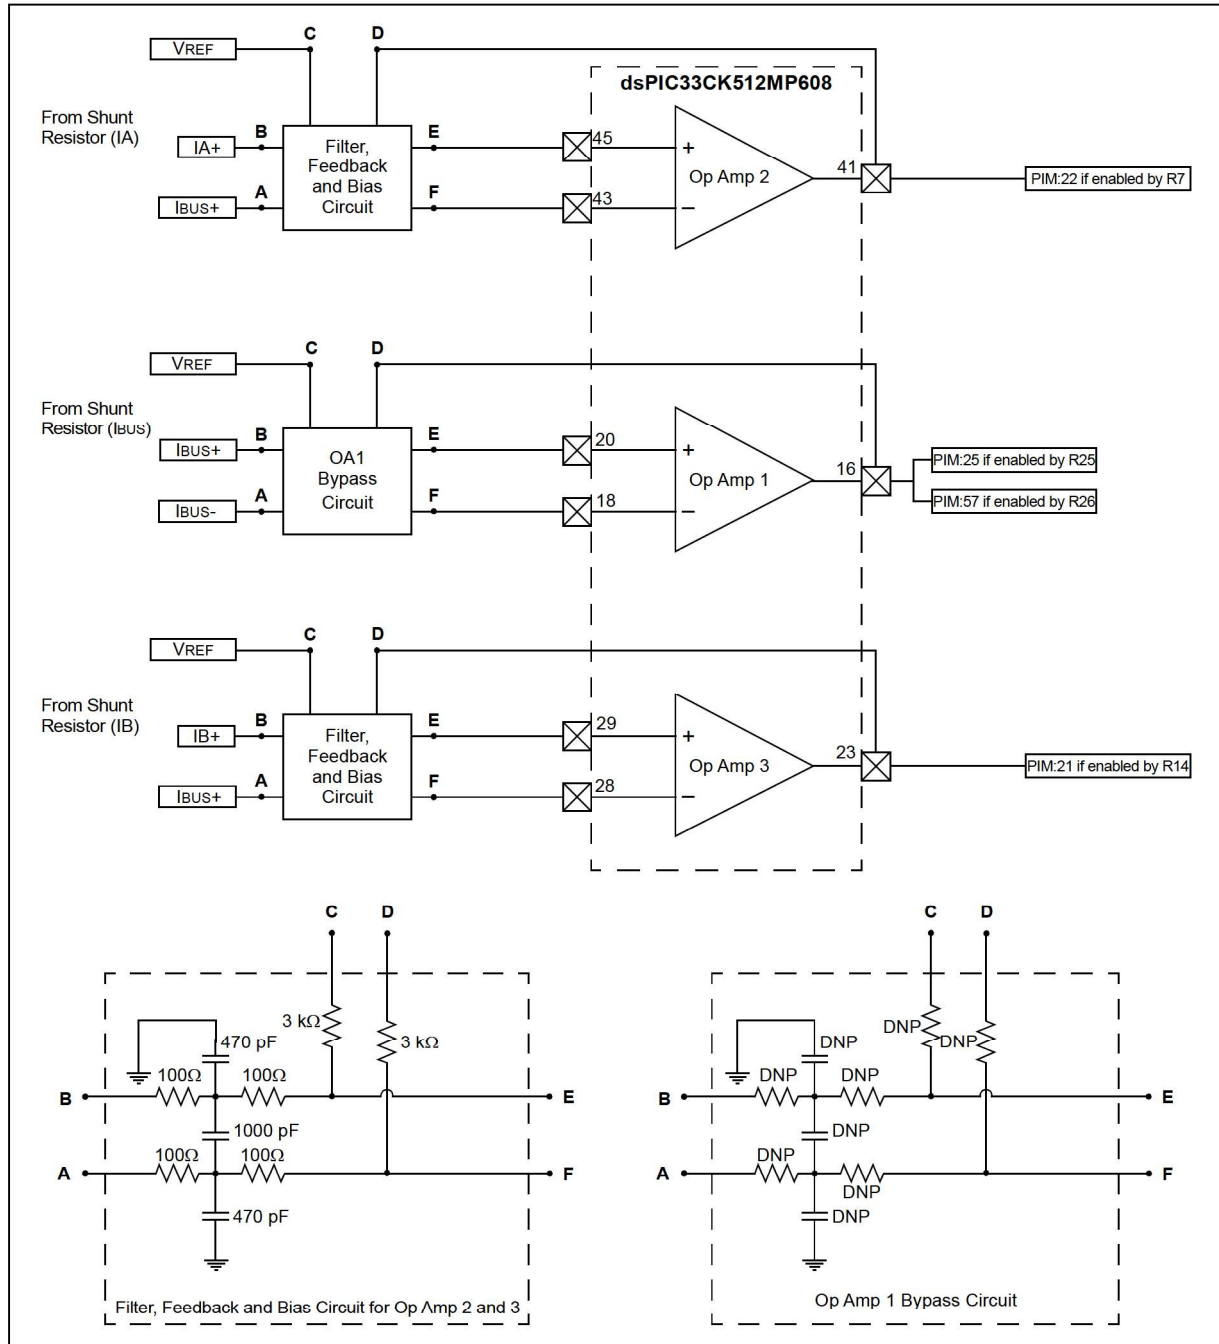 C D
VREF
dsPIC33CK512MP608
From Shunt
Resistor (IA)
B
IA+
A
IBUS+
Filter,
Feedback
and Bias
Circuit
E
F
45
43
+
Op Amp 2
−
41
PIM:22 if enabled by R7
C D
VREF
From Shunt
Resistor (IBUS)
B
IBUS+
A
IBUS-
OA1
Bypass
Circuit
E
F
20
18
+
Op Amp 1
−
16
PIM:25 if enabled by R25
PIM:57 if enabled by R26
C D
VREF
From Shunt
Resistor (IB)
B
IB+
A
IBUS+
Filter,
Feedback
and Bias
Circuit
E
F
29
28
+
Op Amp 3
−
23
PIM:21 if enabled by R14
C D
3 kΩ 3 kΩ
470 pF
100Ω 100Ω
B E
1000 pF
100Ω 100Ω
A F
470 pF
Filter, Feedback and Bias Circuit for Op Amp 2 and 3
C D
DNP DNP
DNP
DNP DNP
B E
DNP
DNP
A F
DNP
DNP
Op Amp 1 Bypass Circuit